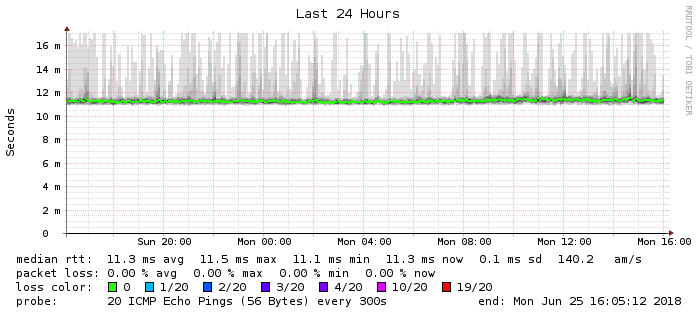 Last 24 Hours
RRDTOOL / TOBI OETIKER
Seconds
16 m
14 m
12 m
10 m
8 m
6 m
4 m
2 m
0
Sun 20:00 Mon 00:00 Mon 04:00 Mon 08:00 Mon 12:00 Mon 16:00
median rtt: 11.3 ms avg 11.5 ms max 11.1 ms min 11.3 ms now 0.1 ms sd 140.2 am/s
packet loss: 0.00 % avg 0.00 % max 0.00 % min 0.00 % now
loss color: 0 1/20 2/20 3/20 4/20 10/20 19/20
probe: 20 ICMP Echo Pings (56 Bytes) every 300s end: Mon Jun 25 16:05:12 2018